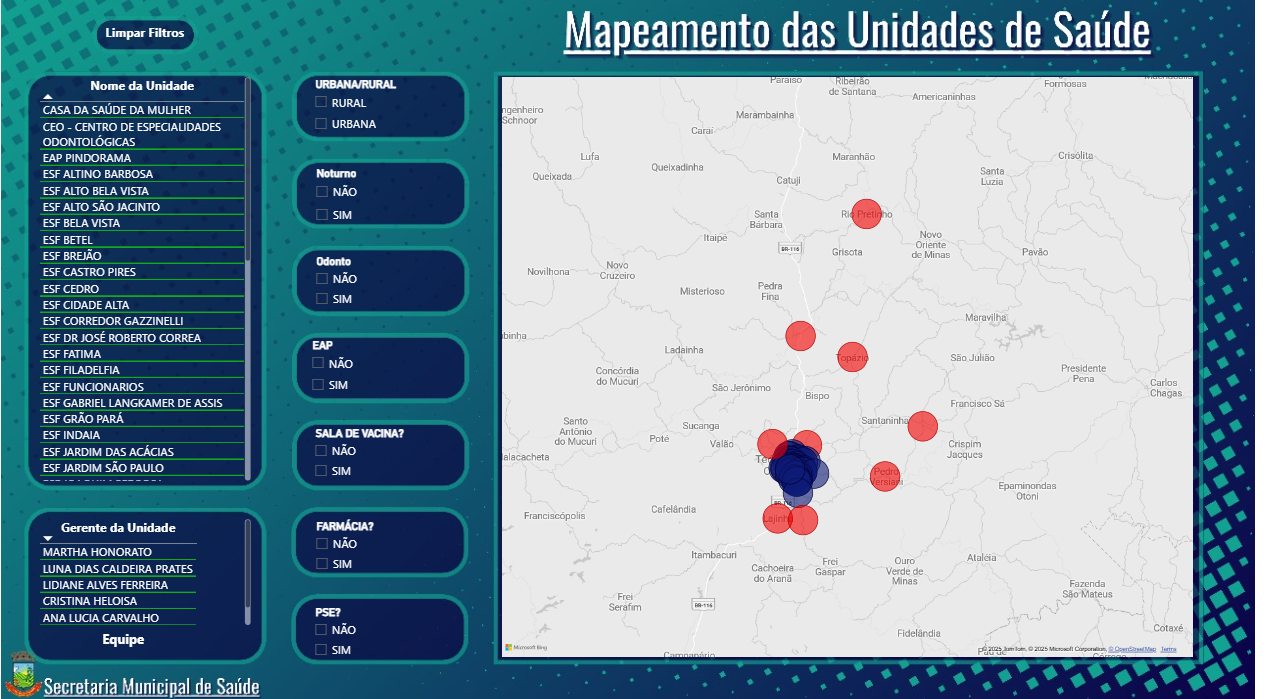 Limpar Filtros
Mapeamento das Unidades de Saúde
Nome da Unidade
CASA DA SAÚDE DA MULHER
CEO - CENTRO DE ESPECIALIDADES
ODONTOLÓGICAS
EAP PINDORAMA
ESF ALTINO BARBOSA
ESF ALTO BELA VISTA
ESF ALTO SÃO JACINTO
ESF BELA VISTA
ESF BETEL
ESF BREJÃO
ESF CASTRO PIRES
ESF CEDRO
ESF CIDADE ALTA
ESF CORREDOR GAZZINELLI
ESF DR JOSÉ ROBERTO CORREA
ESF FATIMA
ESF FILADELFIA
ESF FUNCIONARIOS
ESF GABRIEL LANGKAMER DE ASSIS
ESF GRÃO PARÁ
ESF INDAIA
ESF JARDIM DAS ACÁCIAS
ESF JARDIM SÃO PAULO
Gerente da Unidade
MARTHA HONORATO
LUNA DIAS CALDEIRA PRATES
LIDIANE ALVES FERREIRA
CRISTINA HELOISA
ANA LUCIA CARVALHO
Equipe
Secretaria Municipal de Saúde
URBANA/RURAL
RURAL
URBANA
Noturno
NÃO
SIM
Odonto
NÃO
SIM
EAP
NÃO
SIM
SALA DE VACINA?
NÃO
SIM
FARMÁCIA?
NÃO
SIM
PSE?
NÃO
SIM
Paraíso
Ribeirão
de Santana
Formosas
Americaninhas
ngenheiro
Schnoor
Marambainha
Caraí
Lufa
Queixadinha
Maranhão
Crisólita
Queixada
Catuji
Santa
Luzia
Santa
Bárbara
Rio Pretinho
Itaipé
BR-116
Grisota
Novo
Oriente
de Minas
Pavão
Novilhona
Novo
Cruzeiro
Misterioso
Pedra
Fina
Maravilha
binha
Ladainha
Topázio
São Julião
Concórdia
do Mucuri
São Jerônimo
Bispo
Presidente
Pena
Carlos
Chagas
Francisco Sá
Santo
Antônio
do Mucuri
Sucanga
Santaninha
Poté
Valão
Crispim
Jacques
alacacheta
Pedro
Versiani
Epaminondas
Otoni
BR-116
Cafelândia
Franciscópolis
Lajinha
Itambacuri
Cachoeira
do Aranã
Frei
Gaspar
Ouro
Verde de
Minas
Ataleia
Frei
Serafim
BR-116
Fazenda
São Mateus
Fidelândia
Cotaxé
Campanário
Microsoft Bing
© 2025 TomTom, © 2025 Microsoft Corporation, © OpenStreetMap Terms